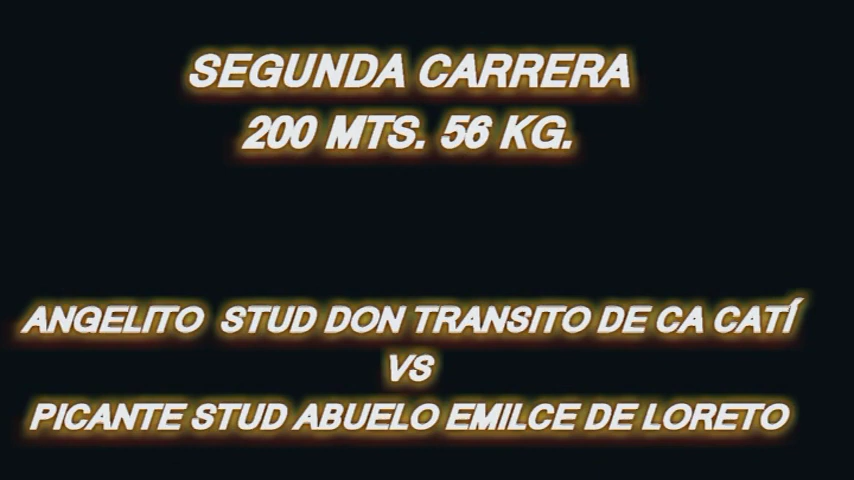 SEGUNDA CARRERA
200 MTS. 56 KG.
ANGELITO STUD DON TRANSITO DE CA CATÍ
VS
PICANTE STUD ABUELO EMILCE DE LORETO